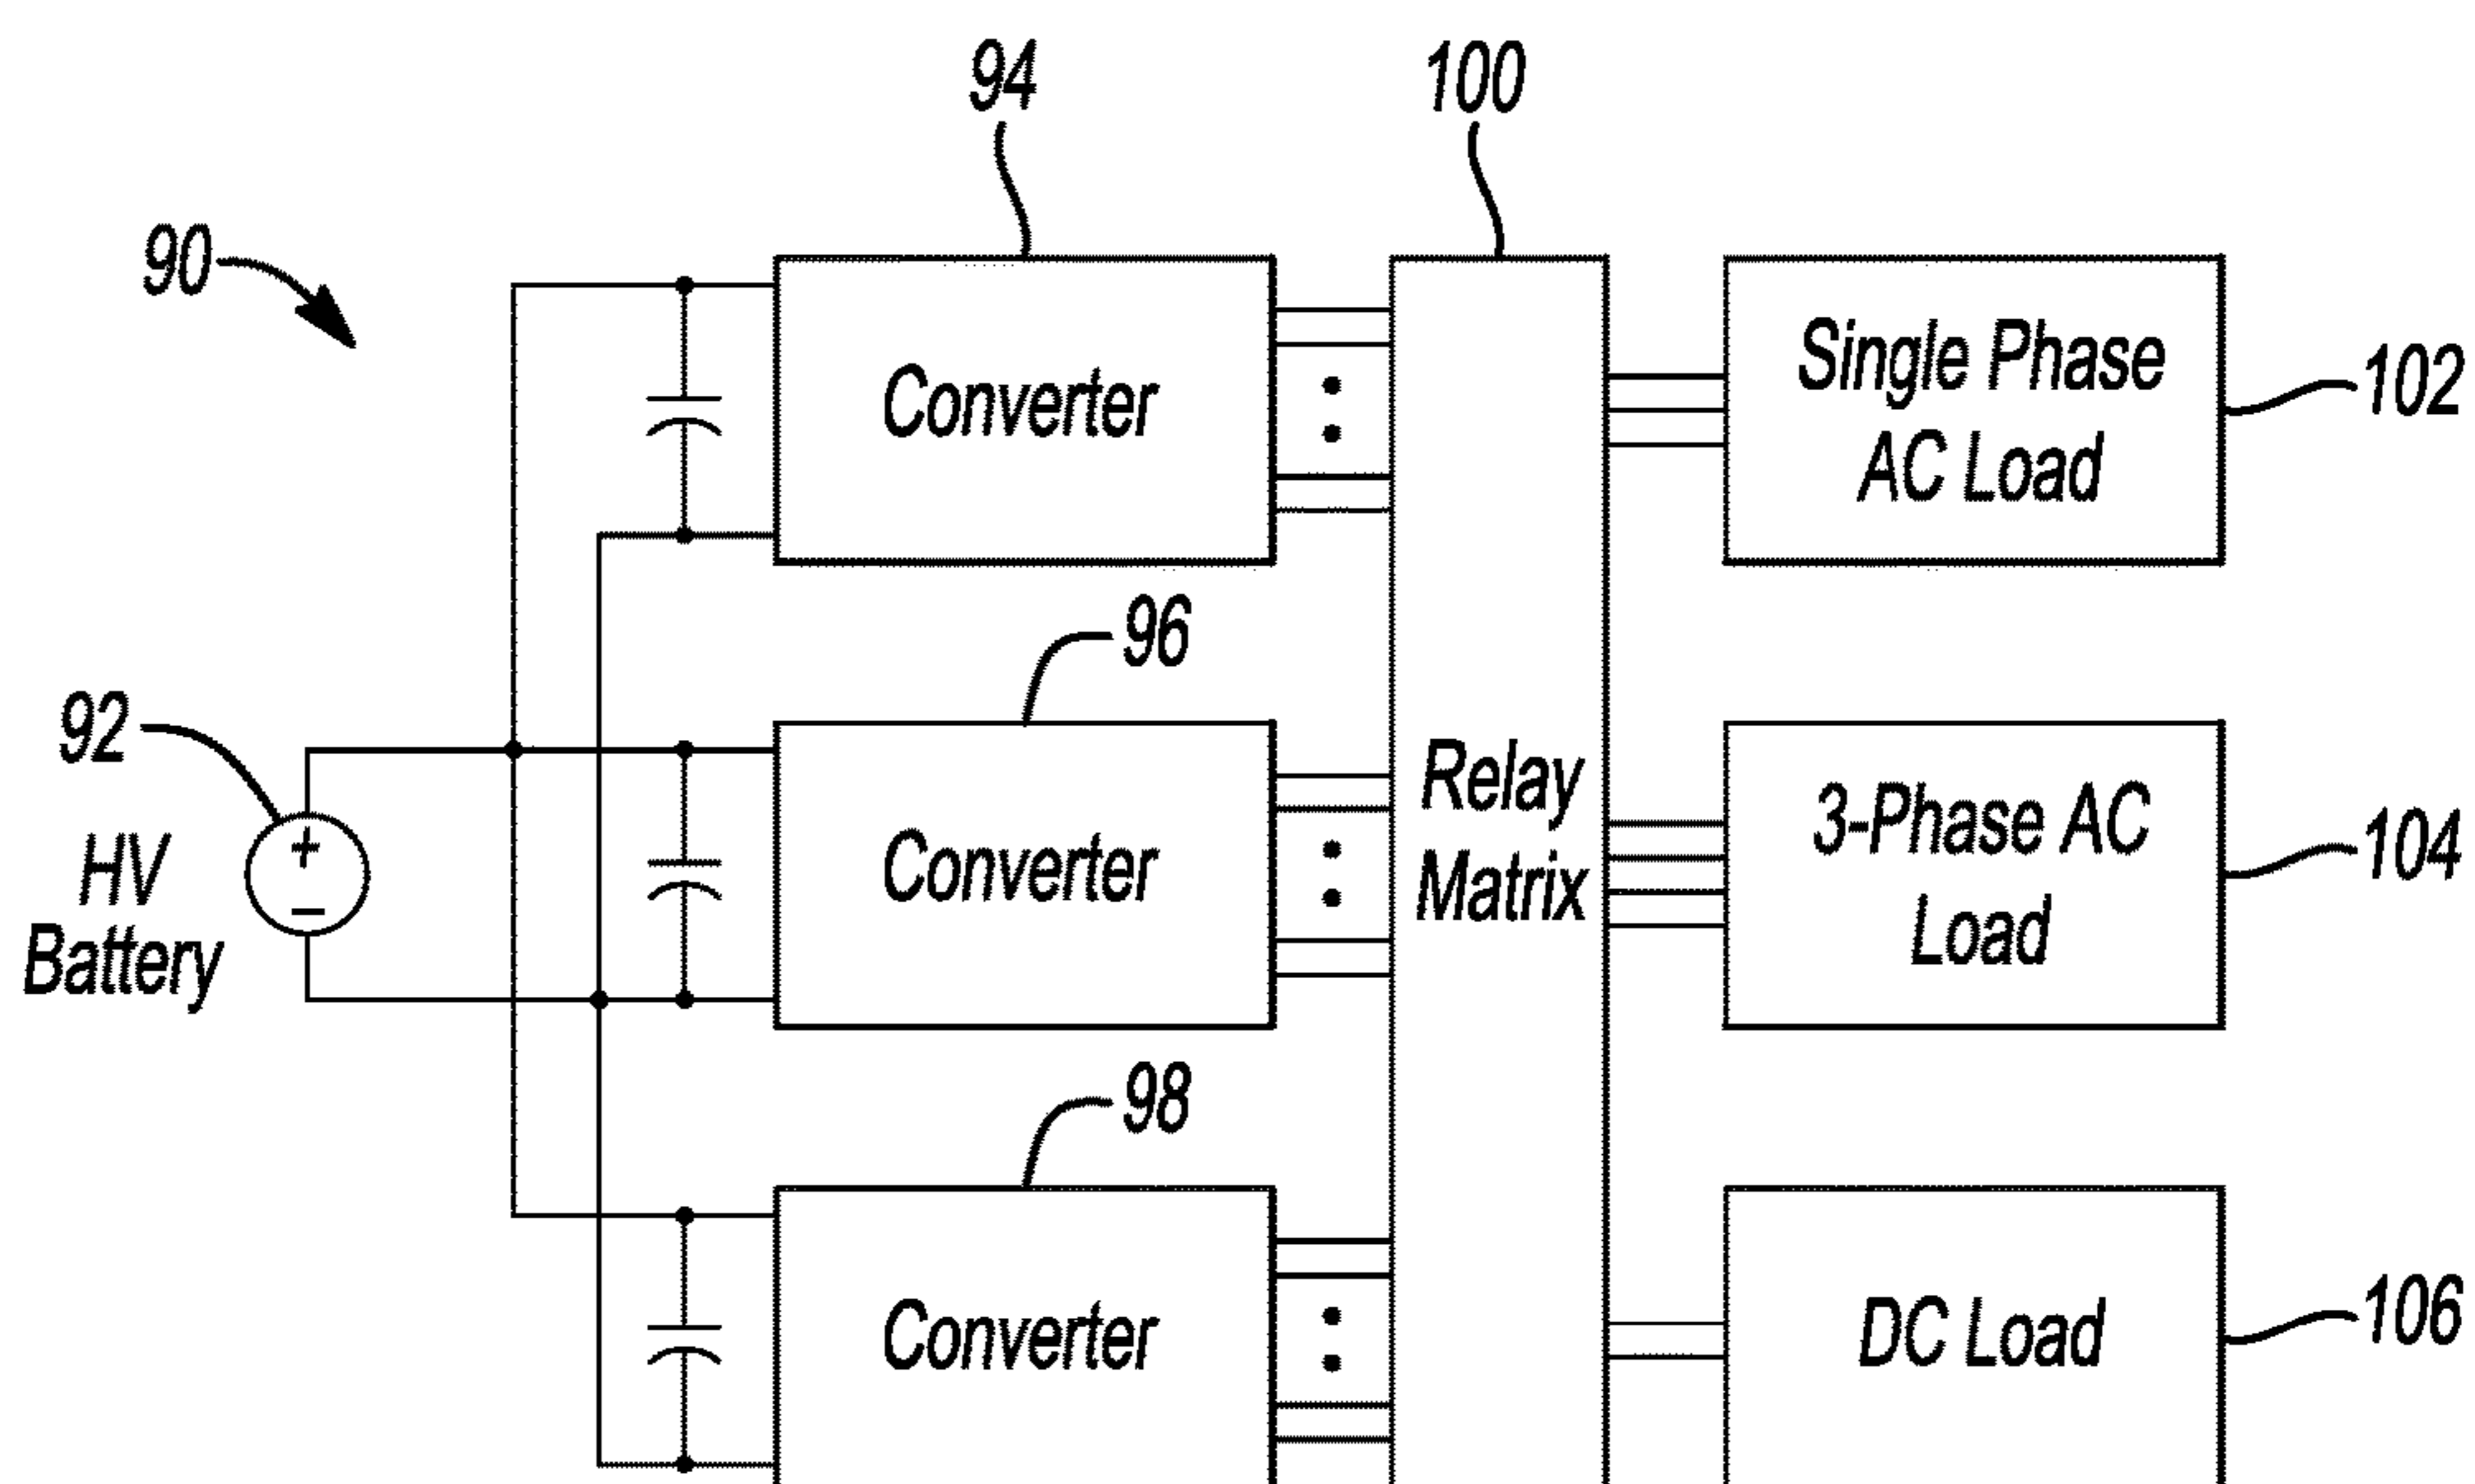 94
100
90
Converter
Single Phase
AC Load
102
96
92
HV
Battery
Converter
Relay
Matrix
3-Phase AC
Load
104
98
Converter
DC Load
106